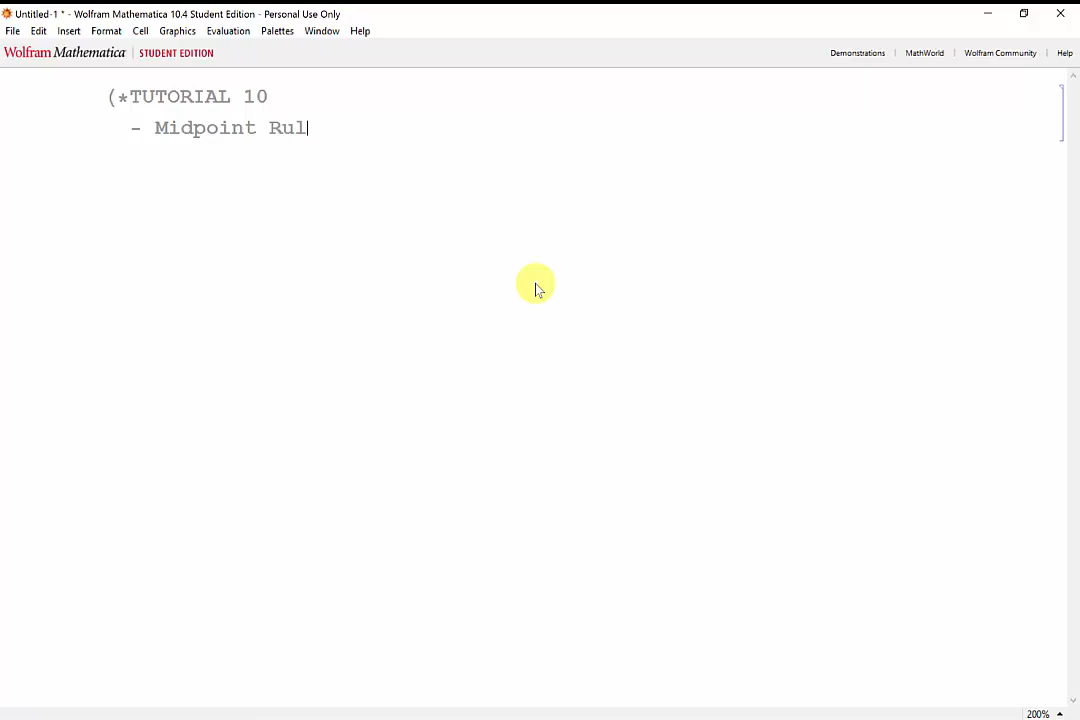 Untitled-1 * - Wolfram Mathematica 10.4 Student Edition - Personal Use Only
File Edit Insert Format Cell Graphics Evaluation Palettes Window Help
Wolfram Mathematica | STUDENT EDITION Demonstrations | MathWorld | Wolfram Community | Help
(*TUTORIAL 10
- Midpoint Rul
200%